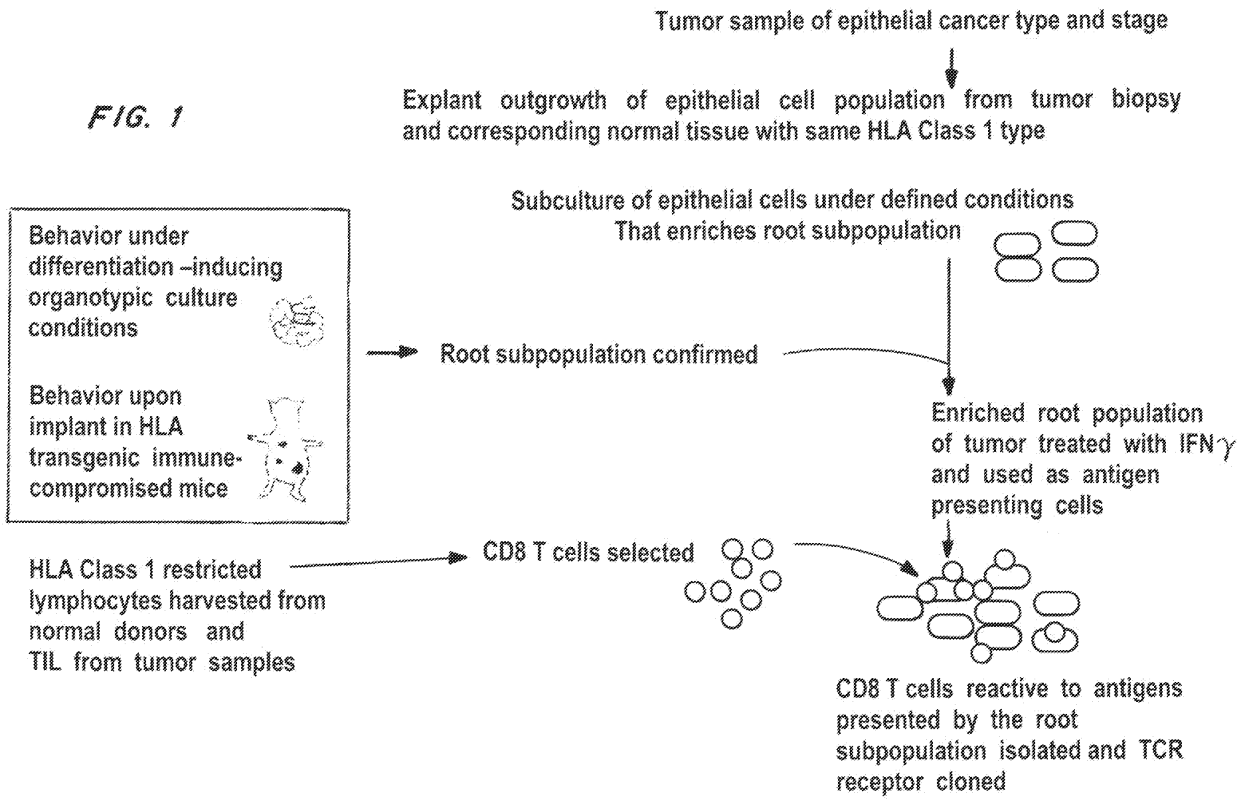 Tumor sample of epithelial cancer type and stage
FIG. 1
Explant outgrowth of epithelial cell population from tumor biopsy
and corresponding normal tissue with same HLA Class 1 type
Subculture of epithelial cells under defined conditions
That enriches root subpopulation
Behavior under
differentiation –inducing
organotypic culture
conditions
Behavior upon
implant in HLA
transgenic immune-
compromised mice
Root subpopulation confirmed
Enriched root population
of tumor treated with IFNγ
and used as antigen
presenting cells
HLA Class 1 restricted
lymphocytes harvested from
normal donors and
TIL from tumor samples
CD8 T cells selected
CD8 T cells reactive to antigens
presented by the root
subpopulation isolated and TCR
receptor cloned